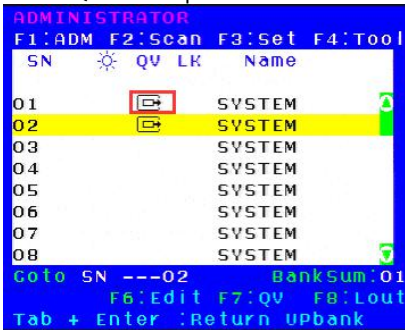 ADMINISTRATOR
F1:ADM F2:Scan F3:Set F4:Tool
SN QV LK Name
01 SYSTEM
02 SYSTEM
03 SYSTEM
04 SYSTEM
05 SYSTEM
06 SYSTEM
07 SYSTEM
08 SYSTEM
Goto SN ---02 BankSum:01
F6:Edit F7:QV F8:Lout
Tab + Enter :Return UPbank